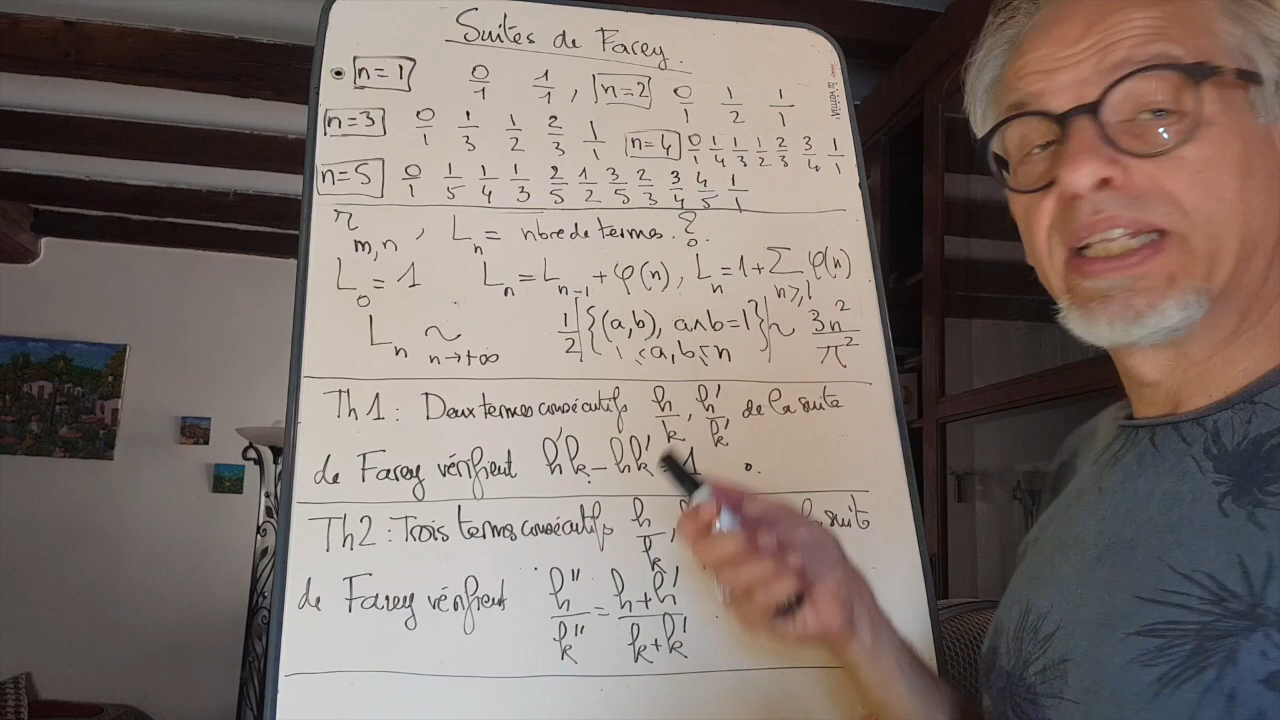 Suites de Farey.
• n=1 0/1 1/1 , n=2 0/1 1/2 1/1
n=3 0/1 1/3 1/2 2/3 1/1 n=4 0/1 1/4 1/3 1/2 2/3 3/4 1/1
n=5 0/1 1/5 1/4 1/3 2/5 1/2 3/5 2/3 3/4 4/5 1/1
r_{m,n} , L_n = nbre de termes ?
L_0 = 1 L_n = L_{n-1} + φ(n), L_n = 1 + Σ_{n≥1} φ(n)
L_n ~_{n→+∞} 1/2 |{(a,b), a∧b=1}| ~ 3n²/π²
1≤a,b≤n
Th1: Deux termes consécutifs h/k, h'/k' de la suite
de Farey vérifient h'k - hk' = 1.
Th2: Trois termes consécutifs h/k, suit
de Farey vérifient h''/k'' = (h+h')/(k+k')